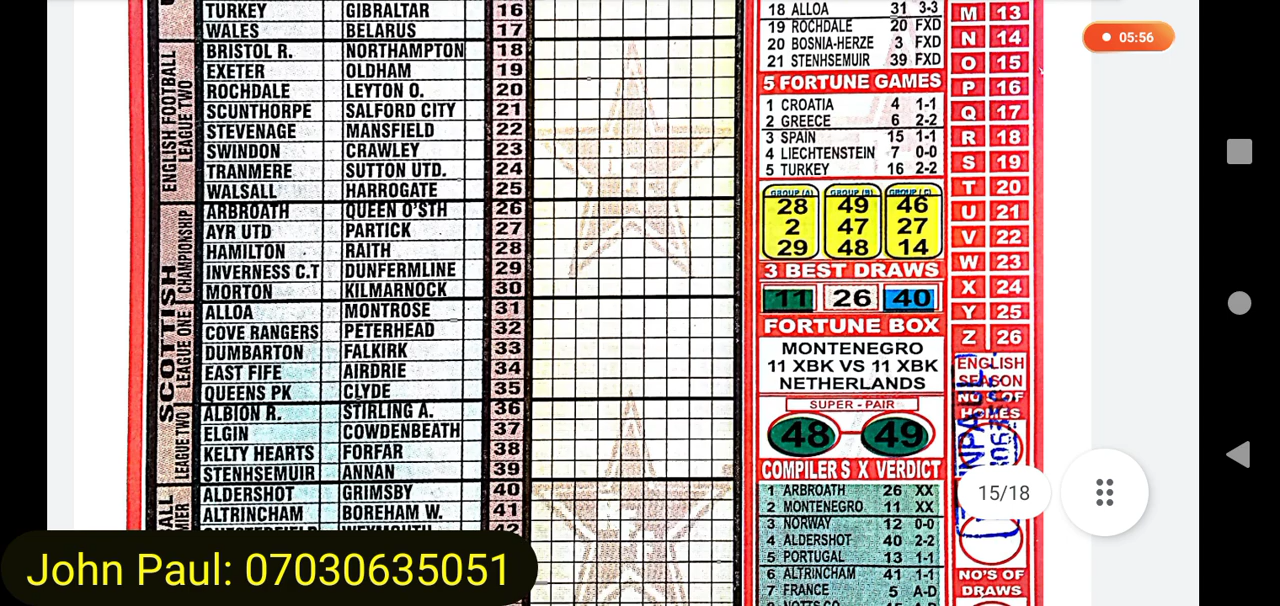 TURKEY GIBRALTAR 16
WALES BELARUS 17
BRISTOL R. NORTHAMPTON 18
EXETER OLDHAM 19
ROCHDALE LEYTON O. 20
SCUNTHORPE SALFORD CITY 21
STEVENAGE MANSFIELD 22
SWINDON CRAWLEY 23
TRANMERE SUTTON UTD. 24
WALSALL HARROGATE 25
ENGLISH FOOTBALL
LEAGUE TWO
ARBROATH QUEEN O'STH 26
AYR UTD PARTICK 27
HAMILTON RAITH 28
INVERNESS C.T DUNFERMLINE 29
MORTON KILMARNOCK 30
SCOTTISH
CHAMPIONSHIP
ALLOA MONTROSE 31
COVE RANGERS PETERHEAD 32
DUMBARTON FALKIRK 33
EAST FIFE AIRDRIE 34
QUEENS PK CLYDE 35
LEAGUE ONE
ALBION R. STIRLING A. 36
ELGIN COWDENBEATH 37
KELTY HEARTS FORFAR 38
STENHSEMUIR ANNAN 39
LEAGUE TWO
ALDERSHOT GRIMSBY 40
ALTRINCHAM BOREHAM W. 41
18 ALLOA 31 3-3
19 ROCHDALE 20 FXD
20 BOSNIA-HERZE 3 FXD
21 STENHSEMUIR 39 FXD
5 FORTUNE GAMES
1 CROATIA 4 1-1
2 GREECE 6 2-2
3 SPAIN 15 1-1
4 LIECHTENSTEIN 7 0-0
5 TURKEY 16 2-2
GROUP (A) GROUP (B) GROUP (C)
28 49 46
2 47 27
29 48 14
3 BEST DRAWS
11 26 40
FORTUNE BOX
MONTENEGRO
11 XBK VS 11 XBK
NETHERLANDS
SUPER - PAIR
48 49
COMPILER S X VERDICT
1 ARBROATH 26 XX
2 MONTENEGRO 11 XX
3 NORWAY 12 0-0
4 ALDERSHOT 40 2-2
5 PORTUGAL 13 1-1
6 ALTRINCHAM 41 1-1
7 FRANCE 5 A-D
M 13
N 14
O 15
P 16
Q 17
R 18
S 19
T 20
U 21
V 22
W 23
X 24
Y 25
Z 26
ENGLISH
SEASON
NO'S OF
HOMES
NO'S OF
DRAWS
05:56
15/18
John Paul: 07030635051